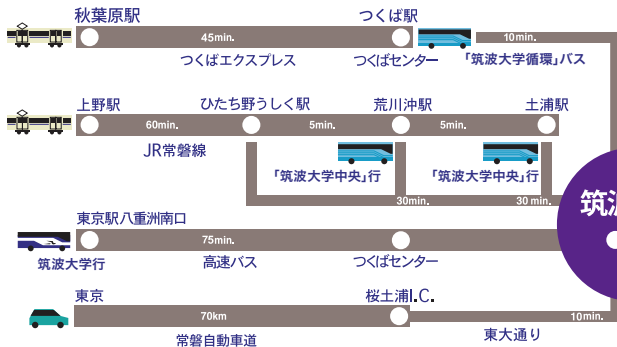 秋葉原駅
つくば駅
45min.
10min.
つくばエクスプレス
つくばセンター
「筑波大学循環」バス
上野駅
ひたち野うしく駅
荒川沖駅
土浦駅
60min.
5min.
5min.
JR常磐線
「筑波大学中央」行
「筑波大学中央」行
30min.
30min.
筑波
東京駅八重洲南口
75min.
筑波大学行
高速バス
つくばセンター
東京
桜土浦I.C.
70km
10min.
常磐自動車道
東大通り